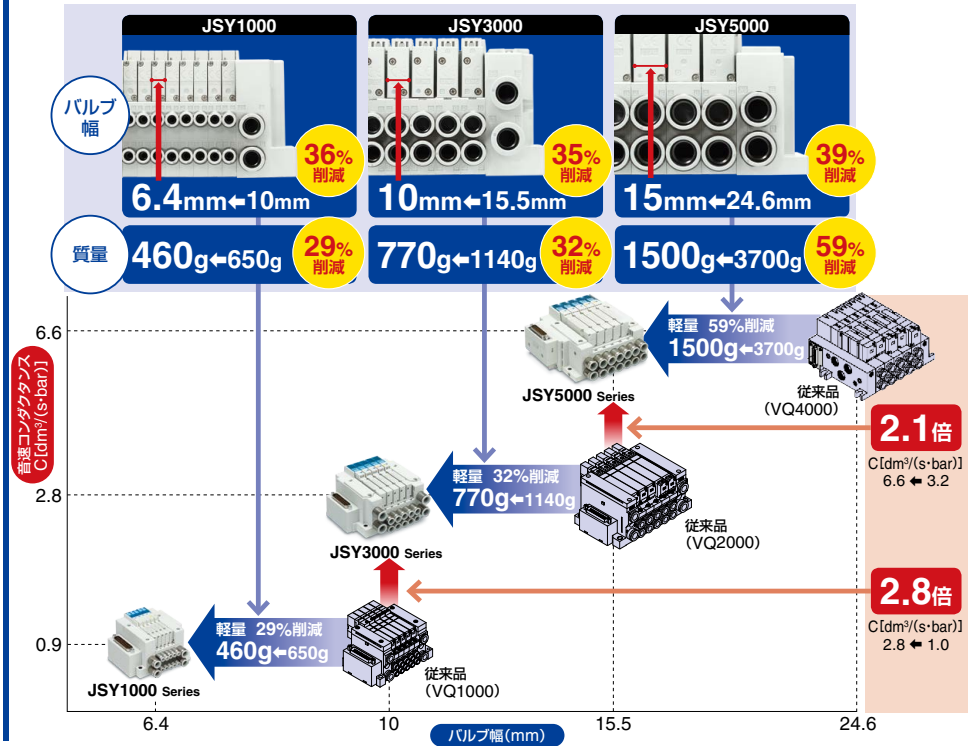 JSY1000
JSY3000
JSY5000
バルブ
幅
36%
削減
6.4mm←10mm
35%
削減
10mm←15.5mm
39%
削減
15mm←24.6mm
質量
460g←650g
29%
削減
770g←1140g
32%
削減
1500g←3700g
59%
削減
音速コンダクタンス
C[dm³/(s・bar)]
6.6
2.8
0.9
軽量 59%削減
1500g←3700g
JSY5000 Series
従来品
(VQ4000)
2.1倍
C[dm³/(s・bar)]
6.6 ← 3.2
軽量 32%削減
770g←1140g
JSY3000 Series
従来品
(VQ2000)
2.8倍
C[dm³/(s・bar)]
2.8 ← 1.0
軽量 29%削減
460g←650g
JSY1000 Series
従来品
(VQ1000)
6.4
10
15.5
24.6
バルブ幅(mm)